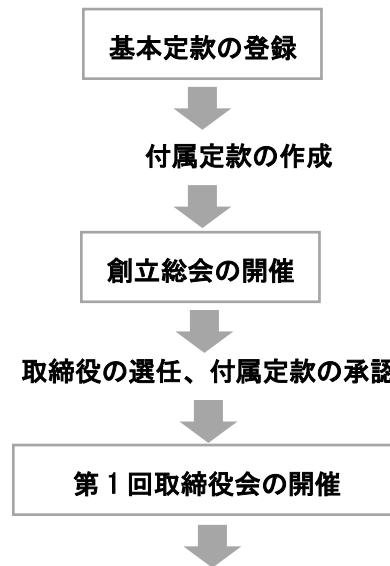 基本定款の登録
付属定款の作成
創立総会の開催
取締役の選任、付属定款の承認
第1回取締役会の開催